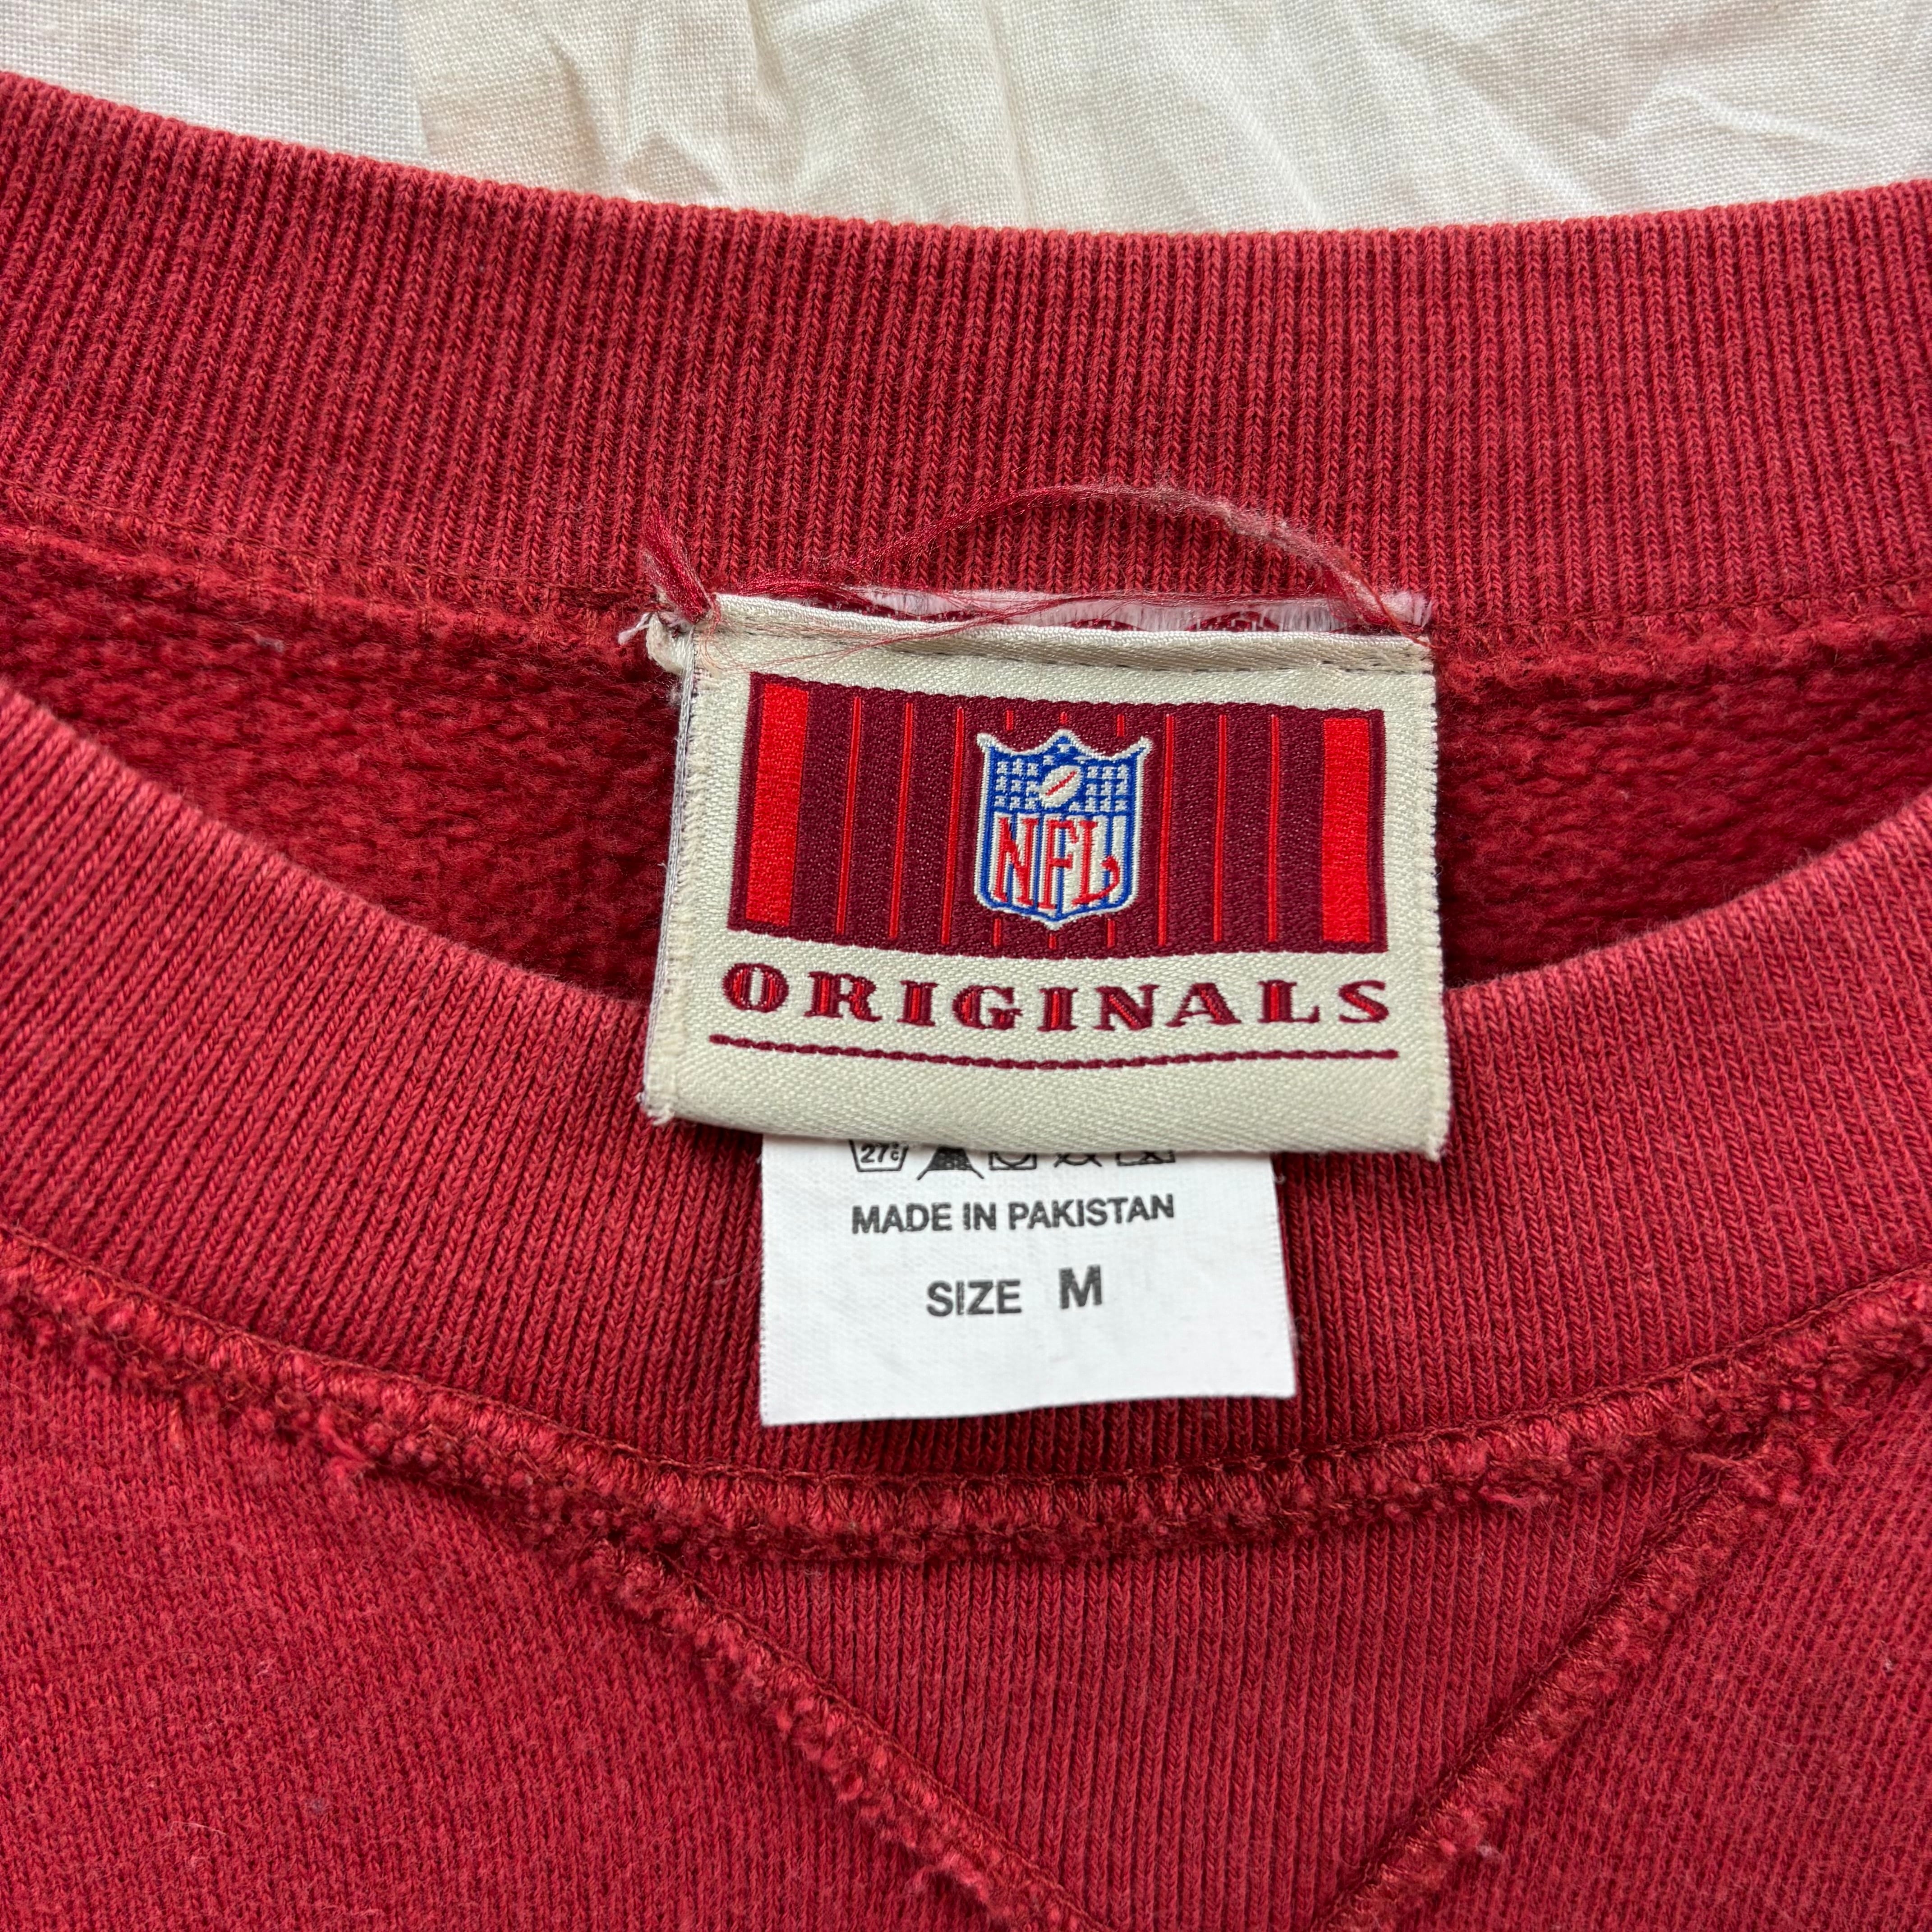 NFL
ORIGINALS
27°C
MADE IN PAKISTAN
SIZE M